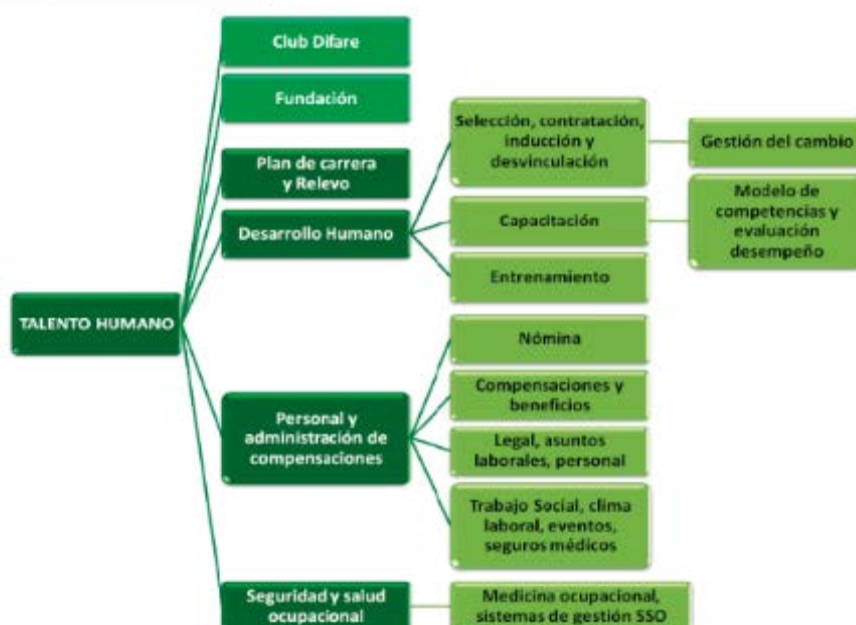 Club Difare
Fundación
Plan de carrera
y Relevo
Desarrollo Humano
Selección, contratación,
inducción y
desvinculación
Gestión del cambio
Capacitación
Modelo de
competencias y
evaluación
desempeño
Entrenamiento
TALENTO HUMANO
Personal y
administración de
compensaciones
Nómina
Compensaciones y
beneficios
Legal, asuntos
laborales, personal
Trabajo Social, clima
laboral, eventos,
seguros médicos
Seguridad y salud
ocupacional
Medicina ocupacional,
sistemas de gestión SSO